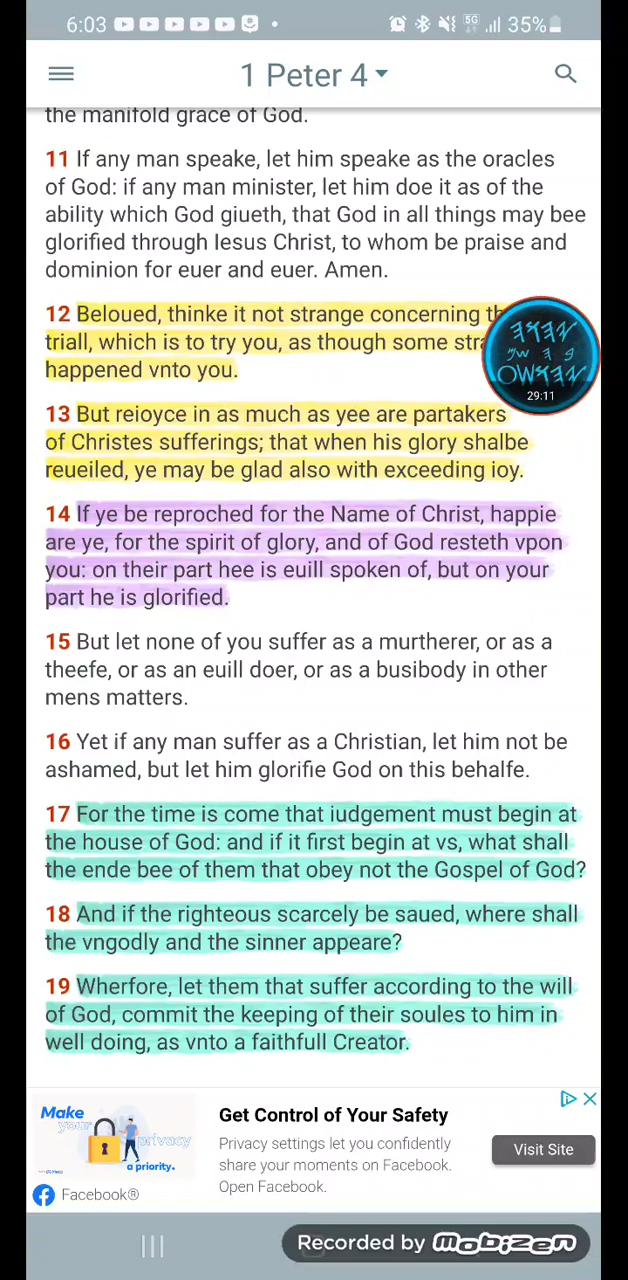 6:03
5G
35%
1 Peter 4
the manifold grace of God.
11 If any man speake, let him speake as the oracles
of God: if any man minister, let him doe it as of the
ability which God giueth, that God in all things may bee
glorified through Iesus Christ, to whom be praise and
dominion for euer and euer. Amen.
12 Beloued, thinke it not strange concerning
triall, which is to try you, as though some
happened vnto you.
29:11
13 But reioyce in as much as yee are partakers
of Christes sufferings; that when his glory shalbe
reueiled, ye may be glad also with exceeding ioy.
14 If ye be reproched for the Name of Christ, happie
are ye, for the spirit of glory, and of God resteth vpon
you: on their part hee is euill spoken of, but on your
part he is glorified.
15 But let none of you suffer as a murtherer, or as a
theefe, or as an euill doer, or as a busibody in other
mens matters.
16 Yet if any man suffer as a Christian, let him not be
ashamed, but let him glorifie God on this behalfe.
17 For the time is come that iudgement must begin at
the house of God: and if it first begin at vs, what shall
the ende bee of them that obey not the Gospel of God?
18 And if the righteous scarcely be saued, where shall
the vngodly and the sinner appeare?
19 Wherfore, let them that suffer according to the will
of God, commit the keeping of their soules to him in
well doing, as vnto a faithfull Creator.
Make
your
privacy
a priority.
Facebook®
Get Control of Your Safety
Privacy settings let you confidently
share your moments on Facebook.
Open Facebook.
Visit Site
Recorded by Mobizen